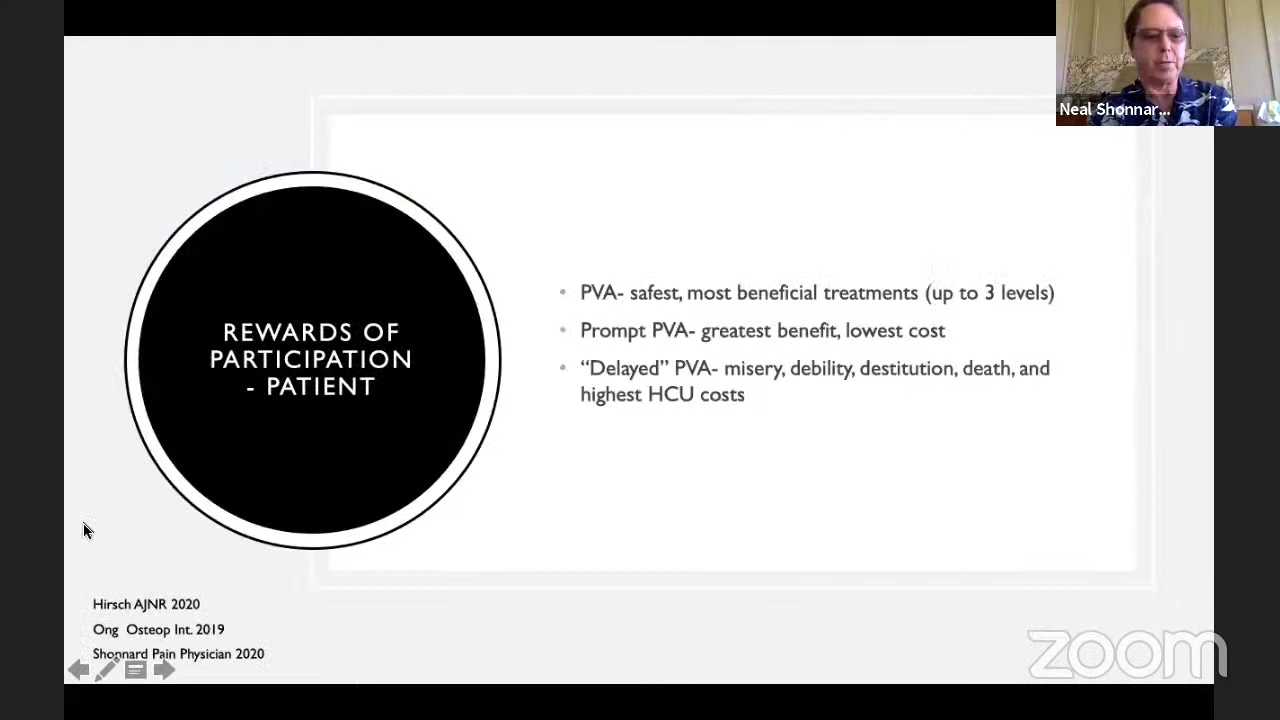 Neal Shonnar...
REWARDS OF
PARTICIPATION
- PATIENT
• PVA- safest, most beneficial treatments (up to 3 levels)
• Prompt PVA- greatest benefit, lowest cost
• “Delayed” PVA- misery, debility, destitution, death, and
highest HCU costs
Hirsch AJNR 2020
Ong Osteop Int. 2019
Shonnard Pain Physician 2020
zoom